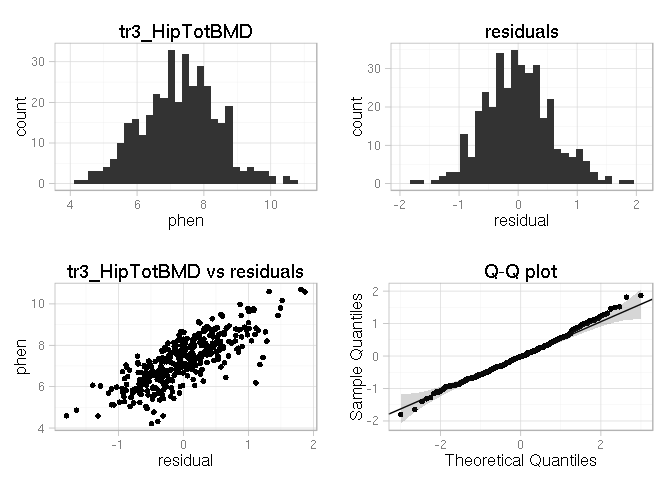 tr3_HipTotBMD
count
30
20
10
0
4
6
8
10
phen
residuals
count
30
20
10
0
-2
-1
0
1
2
residual
tr3_HipTotBMD vs residuals
phen
10
8
6
4
-1
0
1
2
residual
Q-Q plot
Sample Quantiles
2
1
0
-1
-2
-2
0
2
Theoretical Quantiles